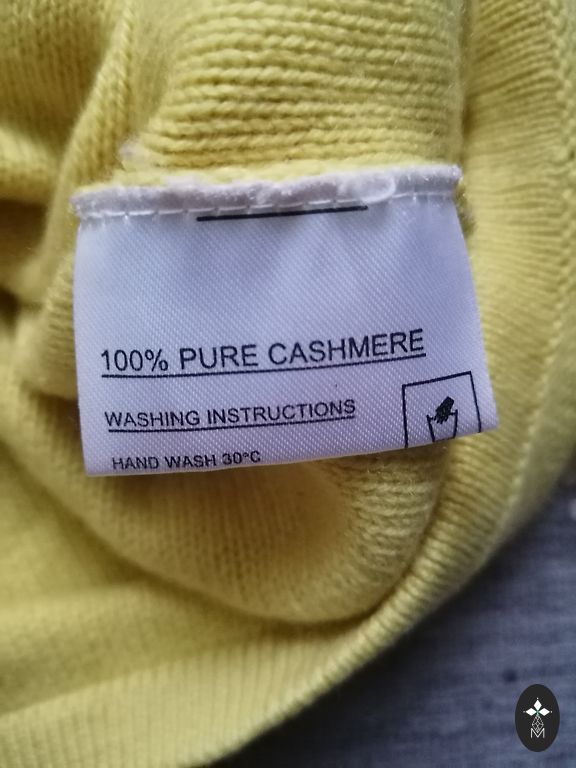 100% PURE CASHMERE
WASHING INSTRUCTIONS
HAND WASH 30°C